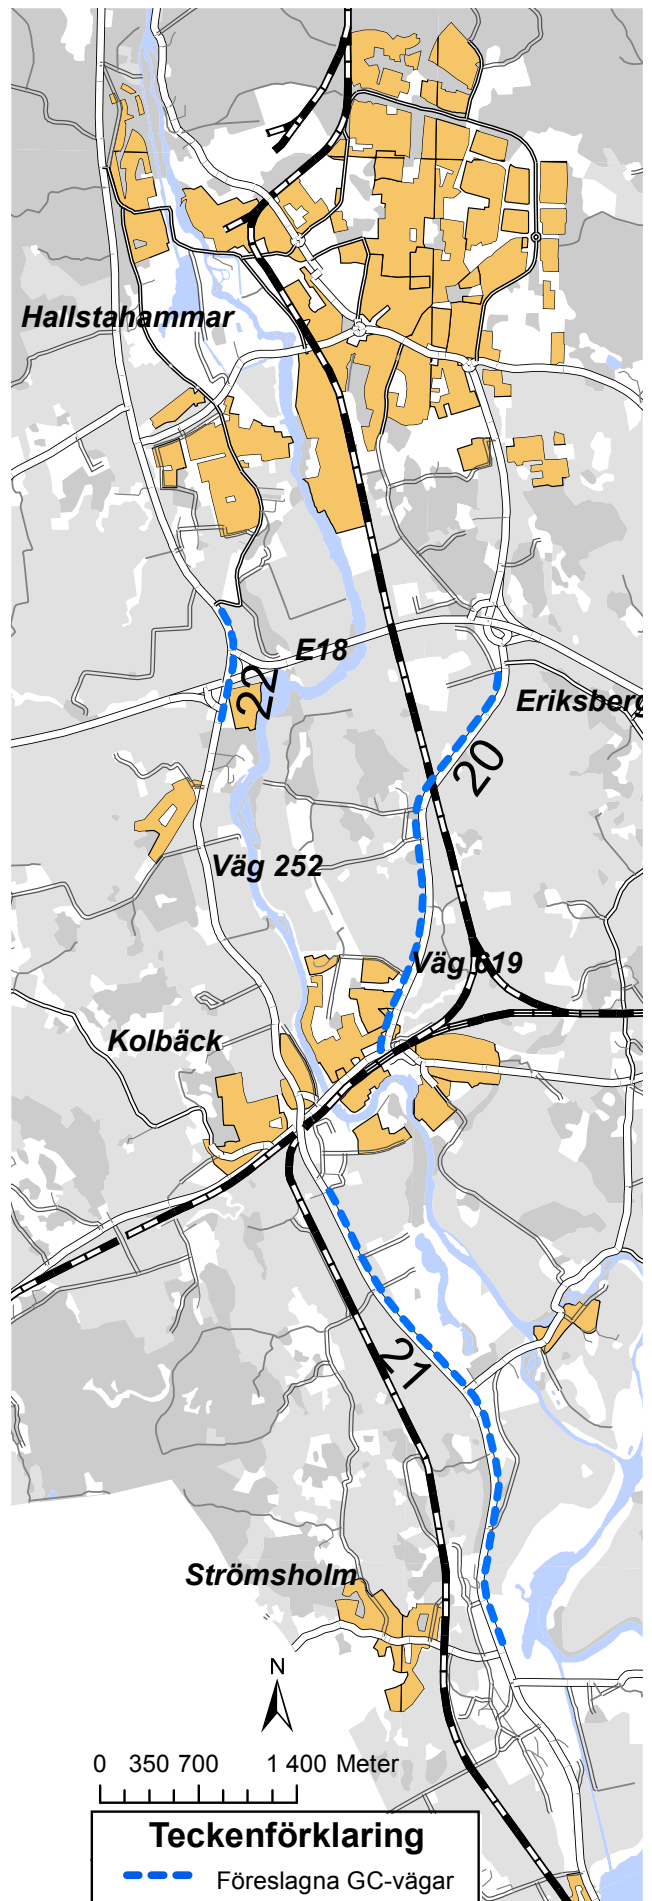 Hallstahammar
E18
22
Eriksberg
20
Väg 252
Väg 619
Kolbäck
21
Strömsholm
N
0 350 700 1 400 Meter
Teckenförklaring
Föreslagna GC-vägar